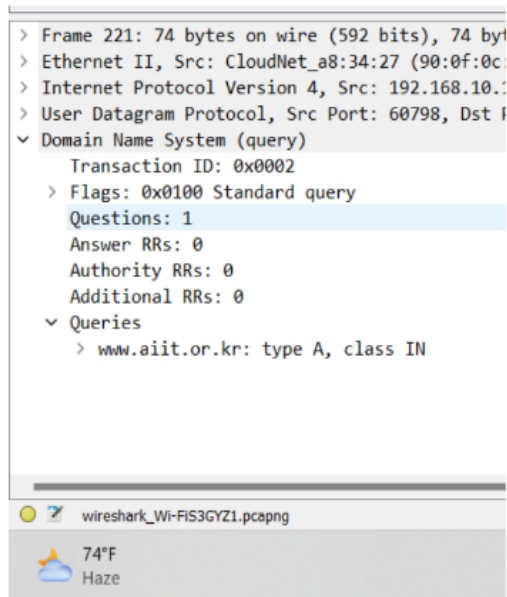 > Frame 221: 74 bytes on wire (592 bits), 74 byt
> Ethernet II, Src: CloudNet_a8:34:27 (90:0f:0c:
> Internet Protocol Version 4, Src: 192.168.10.1
> User Datagram Protocol, Src Port: 60798, Dst P
Domain Name System (query)
Transaction ID: 0x0002
> Flags: 0x0100 Standard query
Questions: 1
Answer RRs: 0
Authority RRs: 0
Additional RRs: 0
Queries
> www.aiit.or.kr: type A, class IN
wireshark_Wi-FiS3GYZ1.pcapng
74°F
Haze